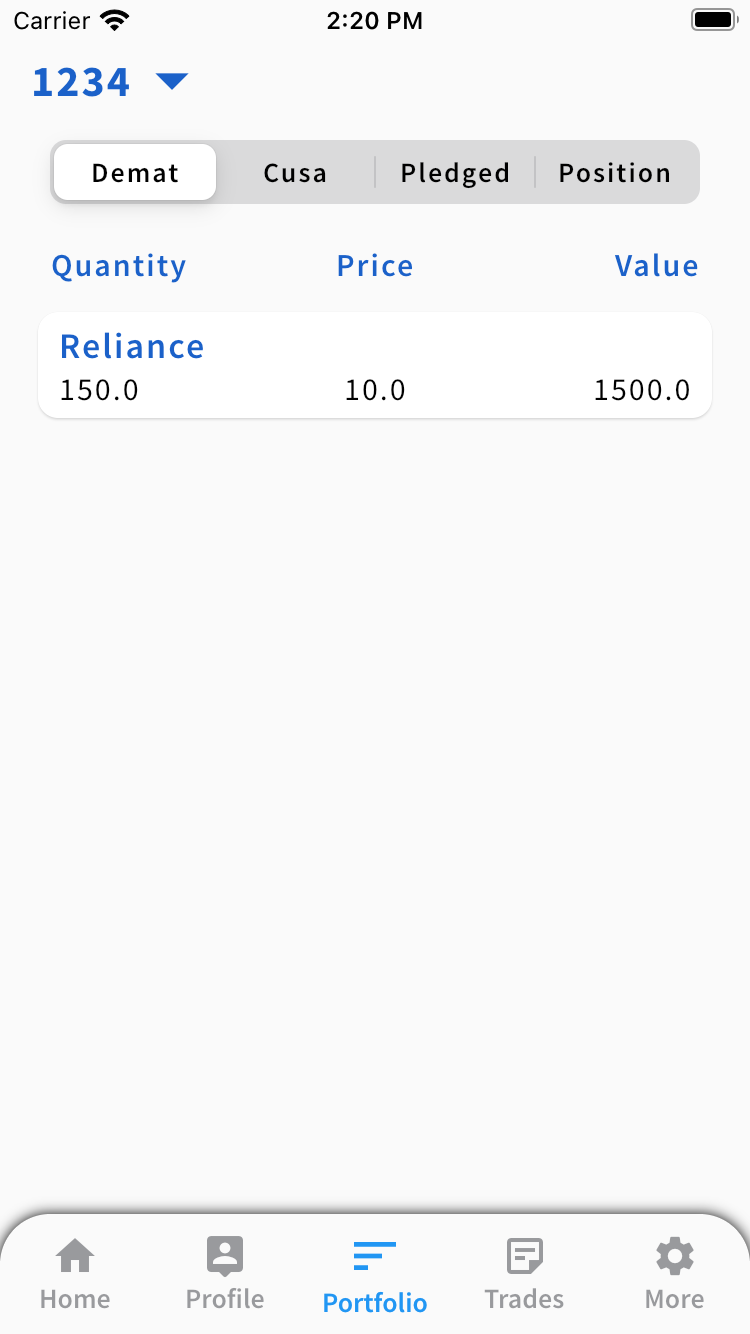 Carrier 2:20 PM
1234
Demat Cusa Pledged Position
Quantity Price Value
Reliance
150.0 10.0 1500.0
Home Profile Portfolio Trades More